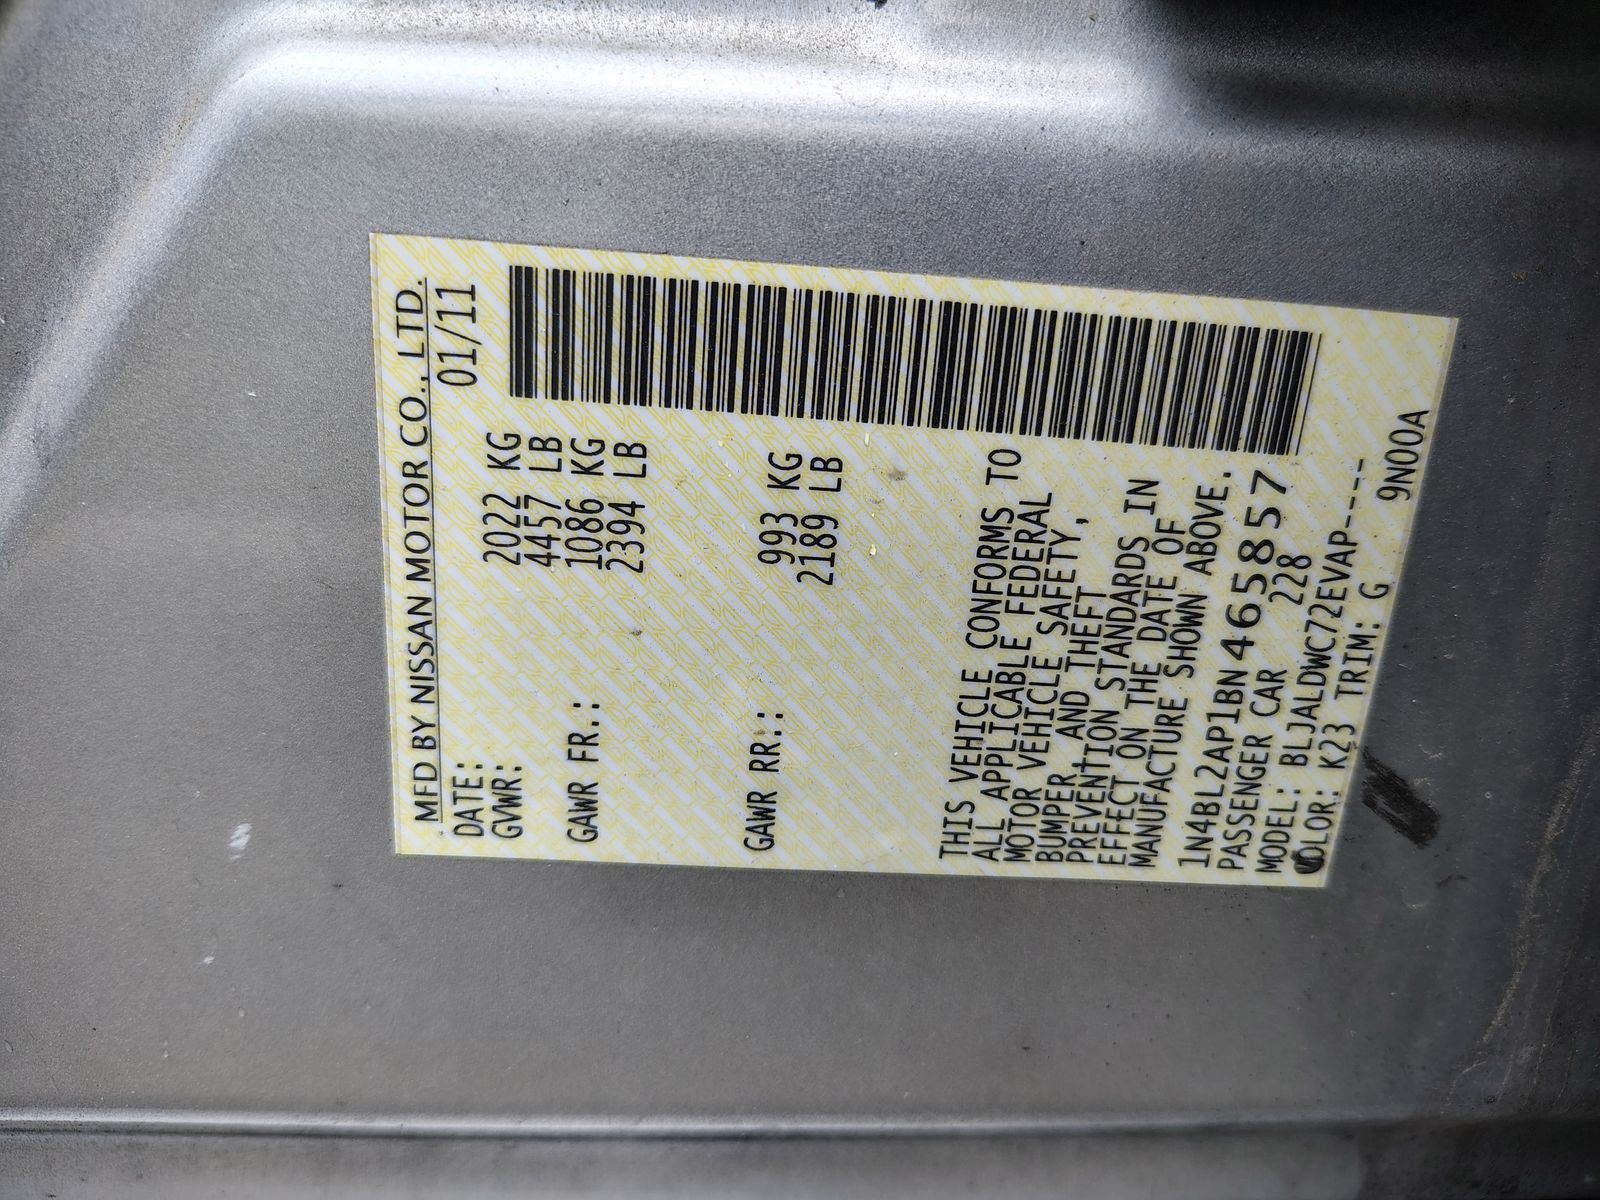 MFD BY NISSAN MOTOR CO., LTD.
DATE: 01/11
GVWR: 2022 KG
4457 LB
GAWR FR.: 1086 KG
2394 LB
GAWR RR.: 993 KG
2189 LB
THIS VEHICLE CONFORMS TO
ALL APPLICABLE FEDERAL
MOTOR VEHICLE SAFETY,
BUMPER, AND THEFT
PREVENTION STANDARDS IN
EFFECT ON THE DATE OF
MANUFACTURE SHOWN ABOVE.
1N4BL2AP1BN465857
PASSENGER CAR 228
MODEL: BLJALDWC72EVAP-----
COLOR: K23 TRIM: G
9N00A